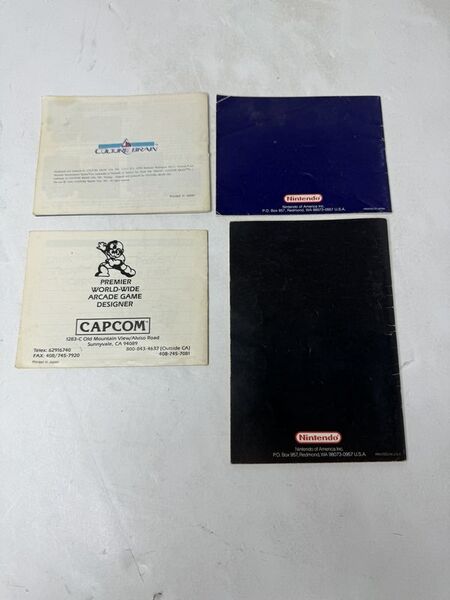 CULTURE BRAIN
Printed in Japan
Nintendo
Nintendo of America Inc.
P.O. Box 957, Redmond, WA 98073-0957 U.S.A.
PREMIER
WORLD-WIDE
ARCADE GAME
DESIGNER
CAPCOM
1283-C Old Mountain View/Alviso Road
Sunnyvale, CA 94089
Telex: 62916740
800-843-4632 (Outside CA)
FAX: 408/745-7920
408-745-7081
Printed in Japan
Nintendo
Nintendo of America Inc.
P.O. Box 957, Redmond, WA 98073-0957 U.S.A.